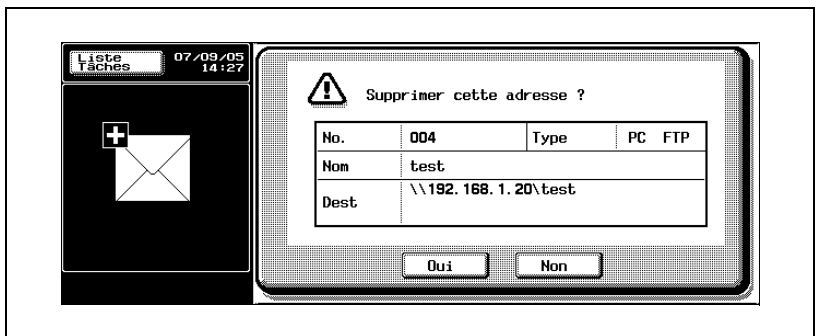 Liste
Tâches
07/09/05
14:27
Supprimer cette adresse ?
No. 004 Type PC FTP
Nom test
Dest \\192.168.1.20\test
Oui Non